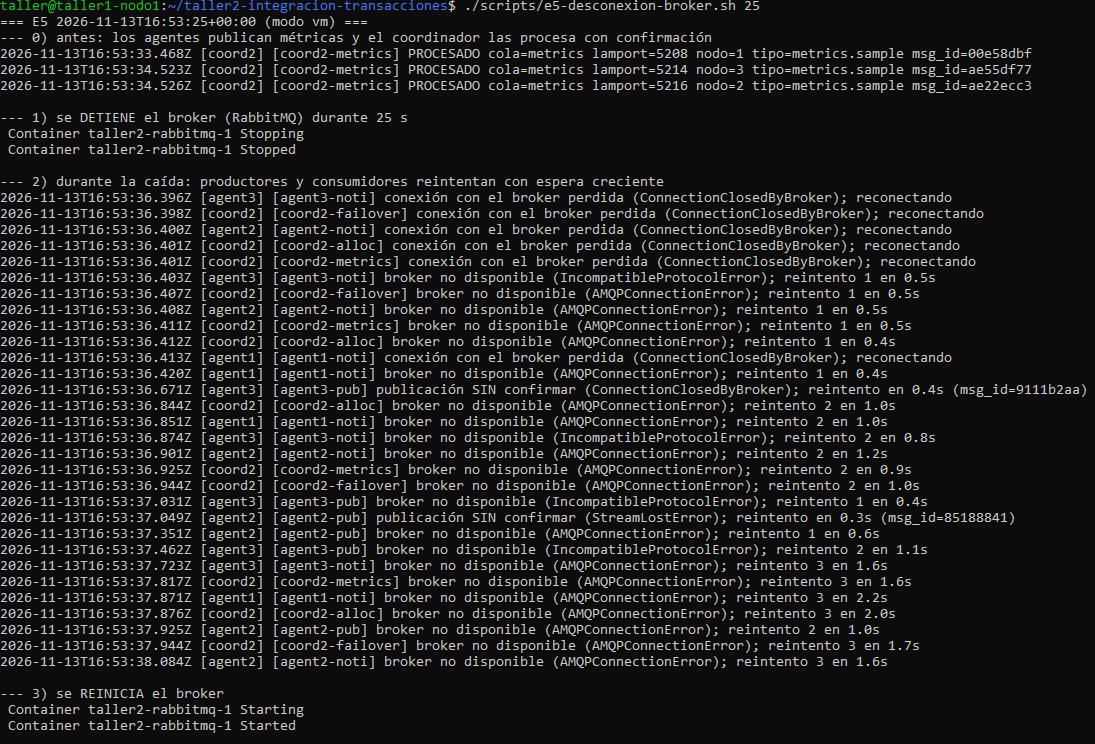 taller@taller1-nodo1:~/taller2-integracion-transacciones$ ./scripts/e5-desconexion-broker.sh 25
=== E5 2026-11-13T16:53:25+00:00 (modo vm) ===
--- 0) antes: los agentes publican métricas y el coordinador las procesa con confirmación
2026-11-13T16:53:33.468Z [coord2] [coord2-metrics] PROCESADO cola=metrics lamport=5208 nodo=1 tipo=metrics.sample msg_id=00e58dbf
2026-11-13T16:53:34.523Z [coord2] [coord2-metrics] PROCESADO cola=metrics lamport=5214 nodo=3 tipo=metrics.sample msg_id=ae55df77
2026-11-13T16:53:34.526Z [coord2] [coord2-metrics] PROCESADO cola=metrics lamport=5216 nodo=2 tipo=metrics.sample msg_id=ae22ecc3
--- 1) se DETIENE el broker (RabbitMQ) durante 25 s
Container taller2-rabbitmq-1 Stopping
Container taller2-rabbitmq-1 Stopped
--- 2) durante la caída: productores y consumidores reintentan con espera creciente
2026-11-13T16:53:36.396Z [agent3] [agent3-noti] conexión con el broker perdida (ConnectionClosedByBroker); reconectando
2026-11-13T16:53:36.398Z [coord2] [coord2-failover] conexión con el broker perdida (ConnectionClosedByBroker); reconectando
2026-11-13T16:53:36.400Z [agent2] [agent2-noti] conexión con el broker perdida (ConnectionClosedByBroker); reconectando
2026-11-13T16:53:36.401Z [coord2] [coord2-alloc] conexión con el broker perdida (ConnectionClosedByBroker); reconectando
2026-11-13T16:53:36.401Z [coord2] [coord2-metrics] conexión con el broker perdida (ConnectionClosedByBroker); reconectando
2026-11-13T16:53:36.403Z [agent3] [agent3-noti] broker no disponible (IncompatibleProtocolError); reintento 1 en 0.5s
2026-11-13T16:53:36.407Z [coord2] [coord2-failover] broker no disponible (AMQPConnectionError); reintento 1 en 0.5s
2026-11-13T16:53:36.408Z [agent2] [agent2-noti] broker no disponible (AMQPConnectionError); reintento 1 en 0.5s
2026-11-13T16:53:36.411Z [coord2] [coord2-metrics] broker no disponible (AMQPConnectionError); reintento 1 en 0.5s
2026-11-13T16:53:36.412Z [coord2] [coord2-alloc] broker no disponible (AMQPConnectionError); reintento 1 en 0.4s
2026-11-13T16:53:36.413Z [agent1] [agent1-noti] conexión con el broker perdida (ConnectionClosedByBroker); reconectando
2026-11-13T16:53:36.420Z [agent1] [agent1-noti] broker no disponible (AMQPConnectionError); reintento 1 en 0.4s
2026-11-13T16:53:36.671Z [agent3] [agent3-pub] publicación SIN confirmar (ConnectionClosedByBroker); reintento en 0.4s (msg_id=9111b2aa)
2026-11-13T16:53:36.844Z [coord2] [coord2-alloc] broker no disponible (AMQPConnectionError); reintento 2 en 1.0s
2026-11-13T16:53:36.851Z [agent1] [agent1-noti] broker no disponible (AMQPConnectionError); reintento 2 en 1.0s
2026-11-13T16:53:36.874Z [agent3] [agent3-noti] broker no disponible (IncompatibleProtocolError); reintento 2 en 0.8s
2026-11-13T16:53:36.901Z [agent2] [agent2-noti] broker no disponible (AMQPConnectionError); reintento 2 en 1.2s
2026-11-13T16:53:36.925Z [coord2] [coord2-metrics] broker no disponible (AMQPConnectionError); reintento 2 en 0.9s
2026-11-13T16:53:36.944Z [coord2] [coord2-failover] broker no disponible (AMQPConnectionError); reintento 2 en 1.0s
2026-11-13T16:53:37.031Z [agent3] [agent3-pub] broker no disponible (IncompatibleProtocolError); reintento 1 en 0.4s
2026-11-13T16:53:37.049Z [agent2] [agent2-pub] publicación SIN confirmar (StreamLostError); reintento en 0.3s (msg_id=85188841)
2026-11-13T16:53:37.351Z [agent2] [agent2-pub] broker no disponible (AMQPConnectionError); reintento 1 en 0.6s
2026-11-13T16:53:37.462Z [agent3] [agent3-pub] broker no disponible (IncompatibleProtocolError); reintento 2 en 1.1s
2026-11-13T16:53:37.723Z [agent3] [agent3-noti] broker no disponible (AMQPConnectionError); reintento 3 en 1.6s
2026-11-13T16:53:37.817Z [coord2] [coord2-metrics] broker no disponible (AMQPConnectionError); reintento 3 en 1.6s
2026-11-13T16:53:37.871Z [agent1] [agent1-noti] broker no disponible (AMQPConnectionError); reintento 3 en 2.2s
2026-11-13T16:53:37.876Z [coord2] [coord2-alloc] broker no disponible (AMQPConnectionError); reintento 3 en 2.0s
2026-11-13T16:53:37.925Z [agent2] [agent2-pub] broker no disponible (AMQPConnectionError); reintento 2 en 1.0s
2026-11-13T16:53:37.944Z [coord2] [coord2-failover] broker no disponible (AMQPConnectionError); reintento 3 en 1.7s
2026-11-13T16:53:38.084Z [agent2] [agent2-noti] broker no disponible (AMQPConnectionError); reintento 3 en 1.6s
--- 3) se REINICIA el broker
Container taller2-rabbitmq-1 Starting
Container taller2-rabbitmq-1 Started